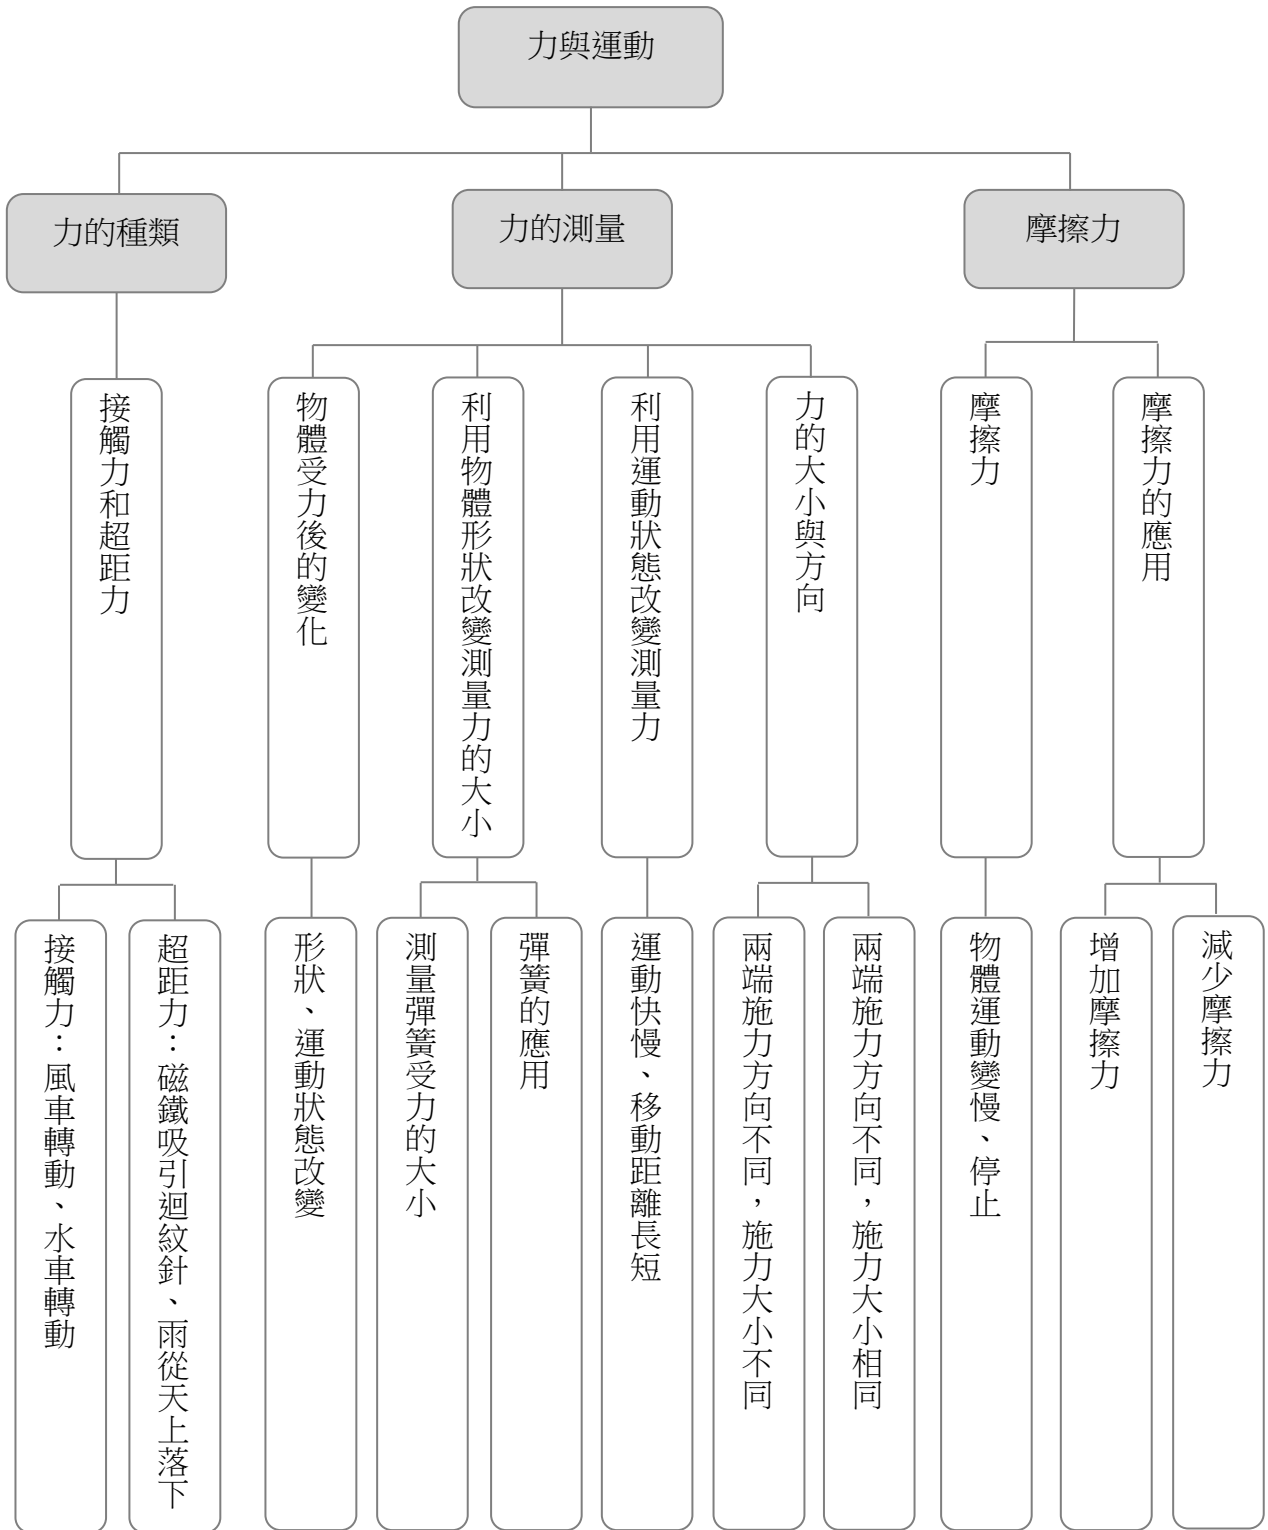 力與運動
力的種類
力的測量
摩擦力
接觸力和超距力
物體受力後的變化
利用物體形狀改變測量力的大小
利用運動狀態改變測量力
力的大小與方向
摩擦力
摩擦力的應用
接觸力：風車轉動、水車轉動
超距力：磁鐵吸引迴紋針、雨從天上落下
形狀、運動狀態改變
測量彈簧受力的大小
彈簧的應用
運動快慢、移動距離長短
兩端施力方向不同，施力大小不同
兩端施力方向不同，施力大小相同
物體運動變慢、停止
增加摩擦力
減少摩擦力